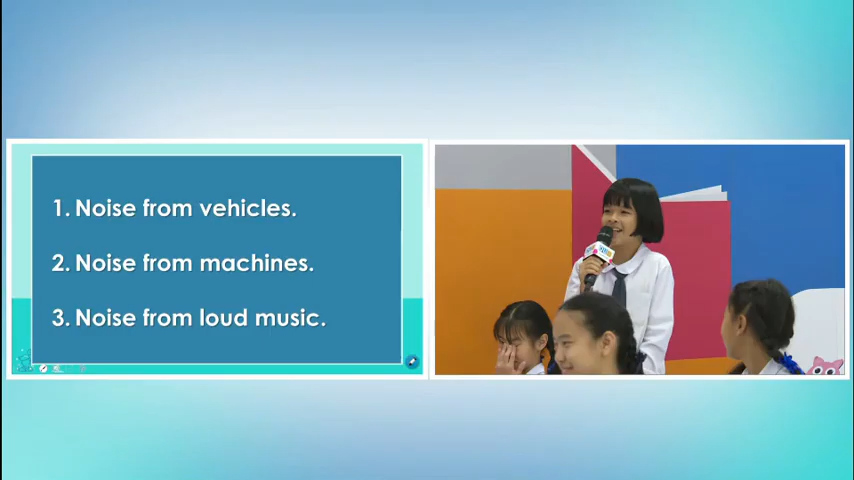 1. Noise from vehicles.
2. Noise from machines.
3. Noise from loud music.